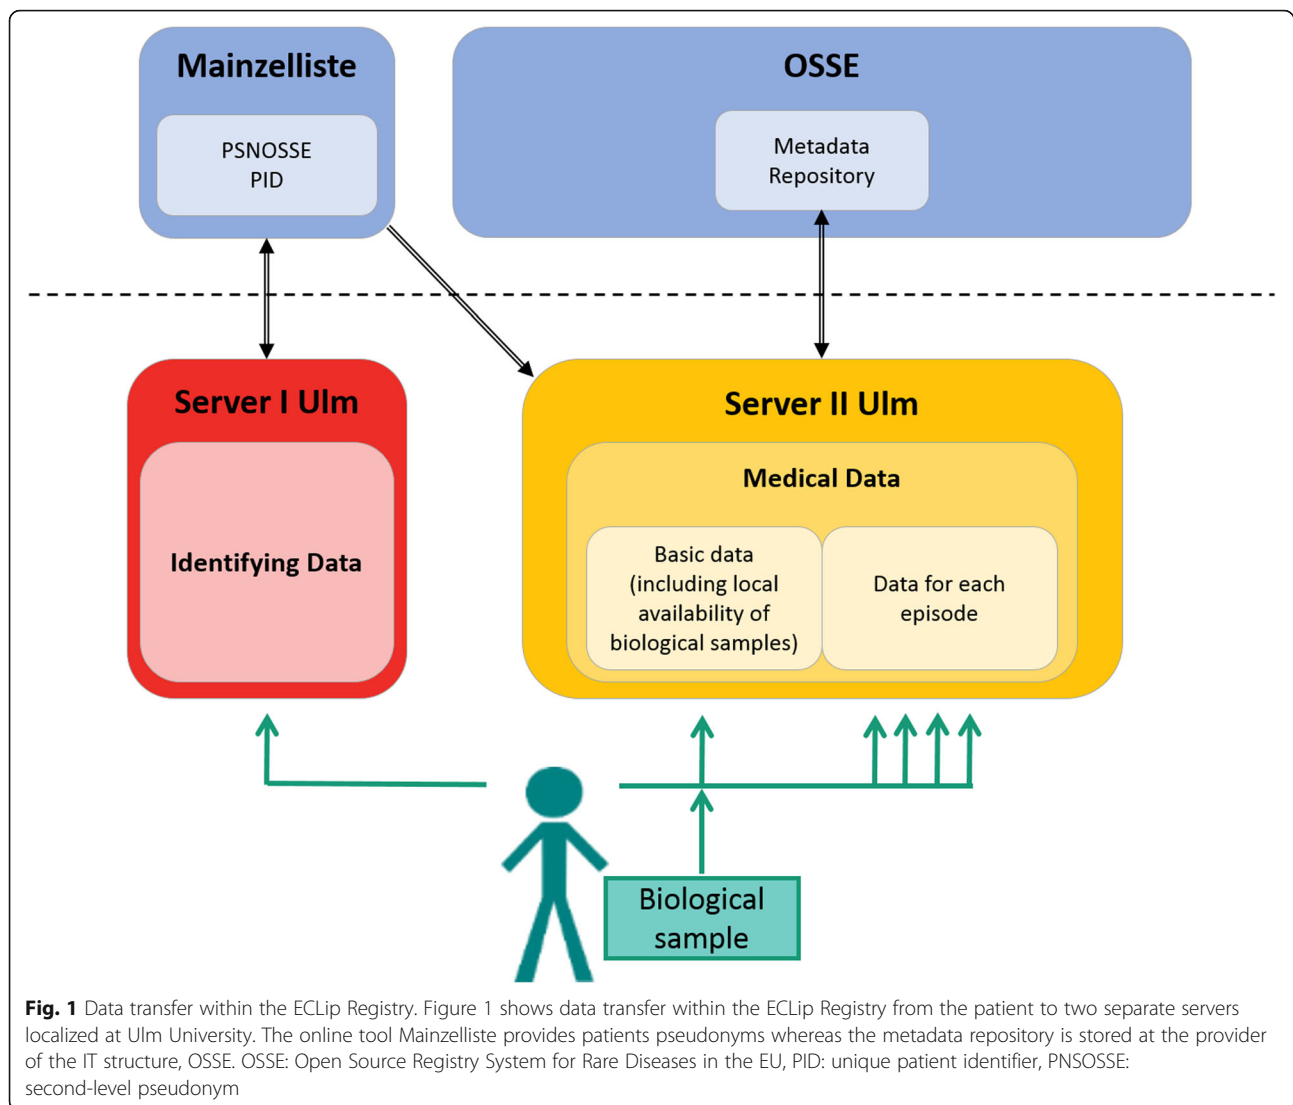 Mainzelliste
PSNOSSE
PID
OSSE
Metadata
Repository
Server I Ulm
Identifying Data
Server II Ulm
Medical Data
Basic data
(including local
availability of
biological samples)
Data for each
episode
Biological
sample
Fig. 1 Data transfer within the ECLip Registry. Figure 1 shows data transfer within the ECLip Registry from the patient to two separate servers
localized at Ulm University. The online tool Mainzelliste provides patients pseudonyms whereas the metadata repository is stored at the provider
of the IT structure, OSSE. OSSE: Open Source Registry System for Rare Diseases in the EU, PID: unique patient identifier, PNSOSSE:
second-level pseudonym